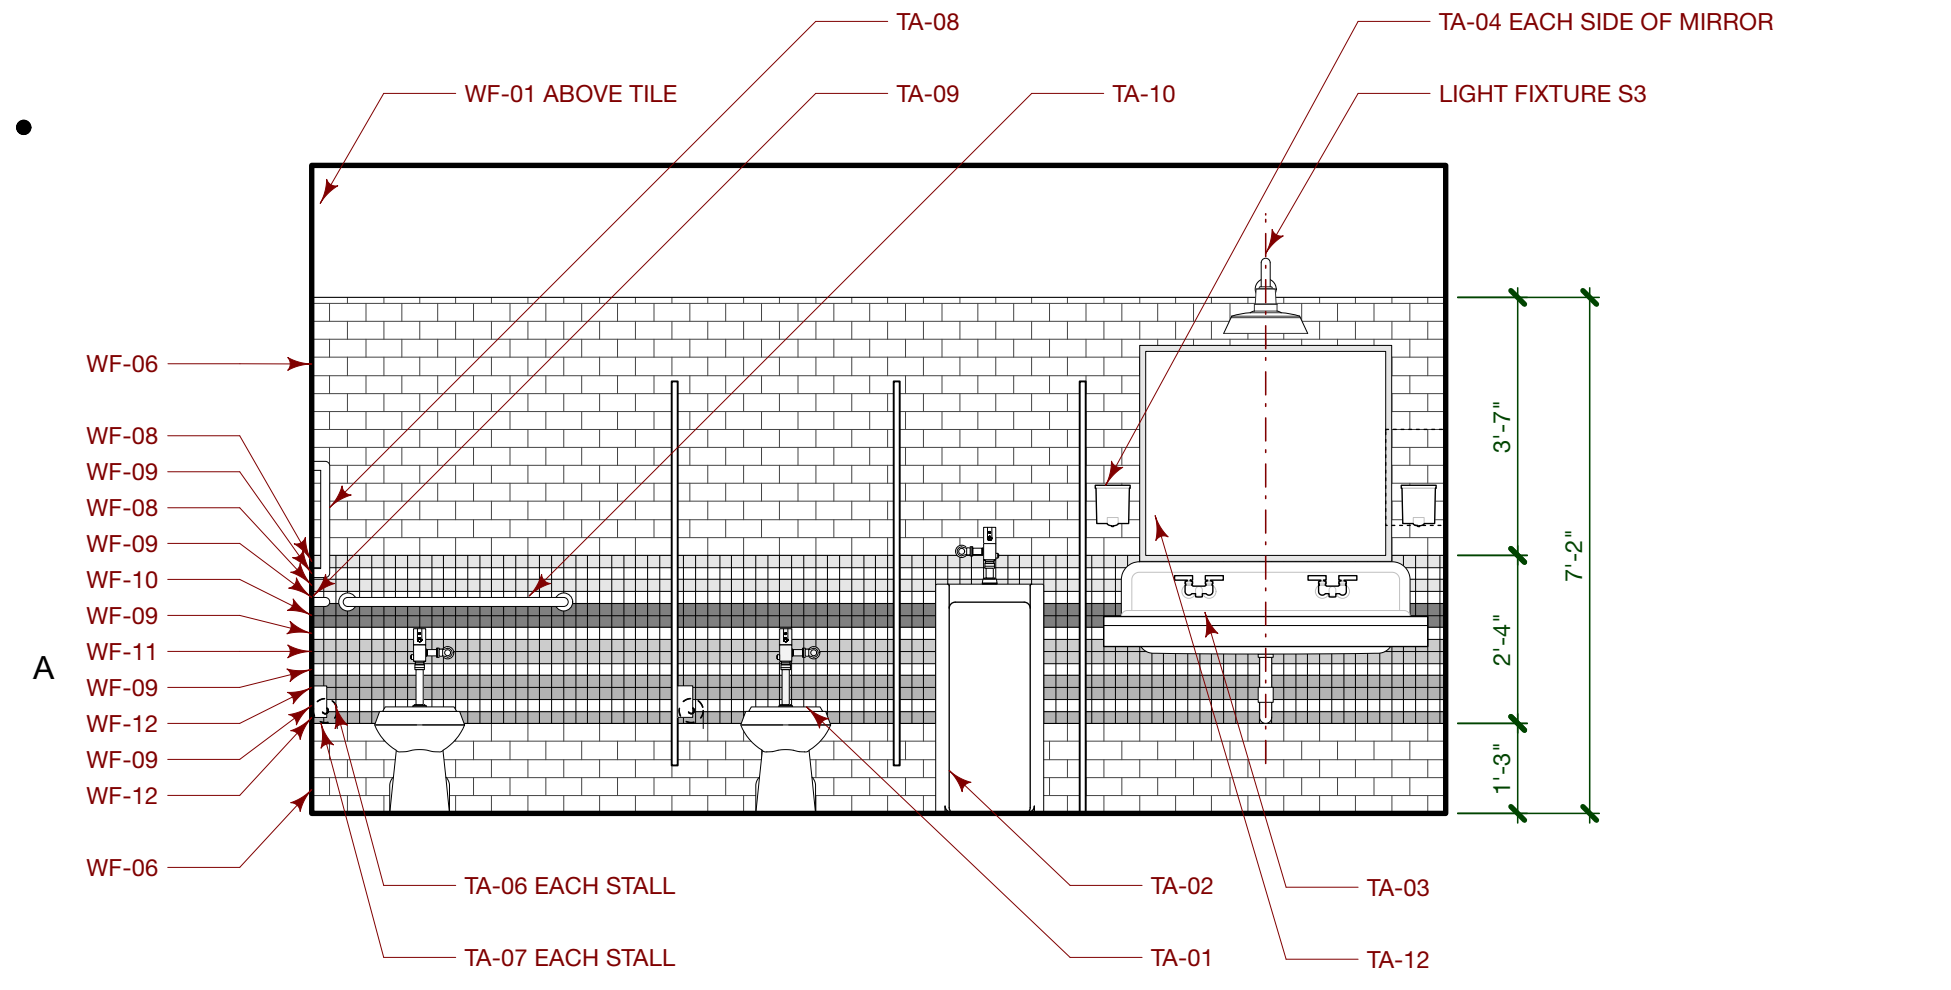 TA-08
TA-04 EACH SIDE OF MIRROR
WF-01 ABOVE TILE
TA-09
TA-10
LIGHT FIXTURE S3
WF-06
WF-08
WF-09
WF-08
WF-09
WF-10
WF-09
WF-11
WF-09
WF-12
WF-09
WF-12
WF-06
A
3'-7"
2'-4"
1'-3"
7'-2"
TA-06 EACH STALL
TA-02
TA-03
TA-07 EACH STALL
TA-01
TA-12